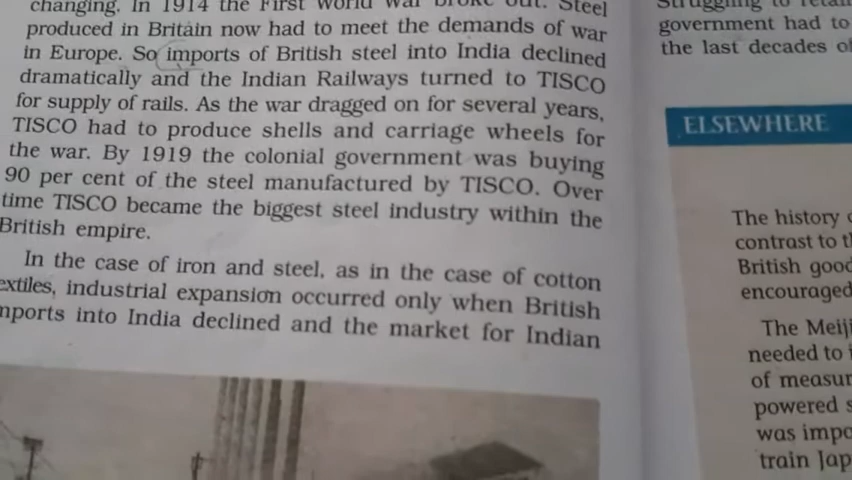 changing. In 1914 the First World War broke out. Steel
produced in Britain now had to meet the demands of war
in Europe. So imports of British steel into India declined
dramatically and the Indian Railways turned to TISCO
for supply of rails. As the war dragged on for several years,
TISCO had to produce shells and carriage wheels for
the war. By 1919 the colonial government was buying
90 per cent of the steel manufactured by TISCO. Over
time TISCO became the biggest steel industry within the
British empire.
In the case of iron and steel, as in the case of cotton
extiles, industrial expansion occurred only when British
mports into India declined and the market for Indian
Struggling to
government had to
the last decades of
ELSEWHERE
The history
contrast to
British good
encouraged
The Meiji
needed to
of measur
powered
was impo
train Jap